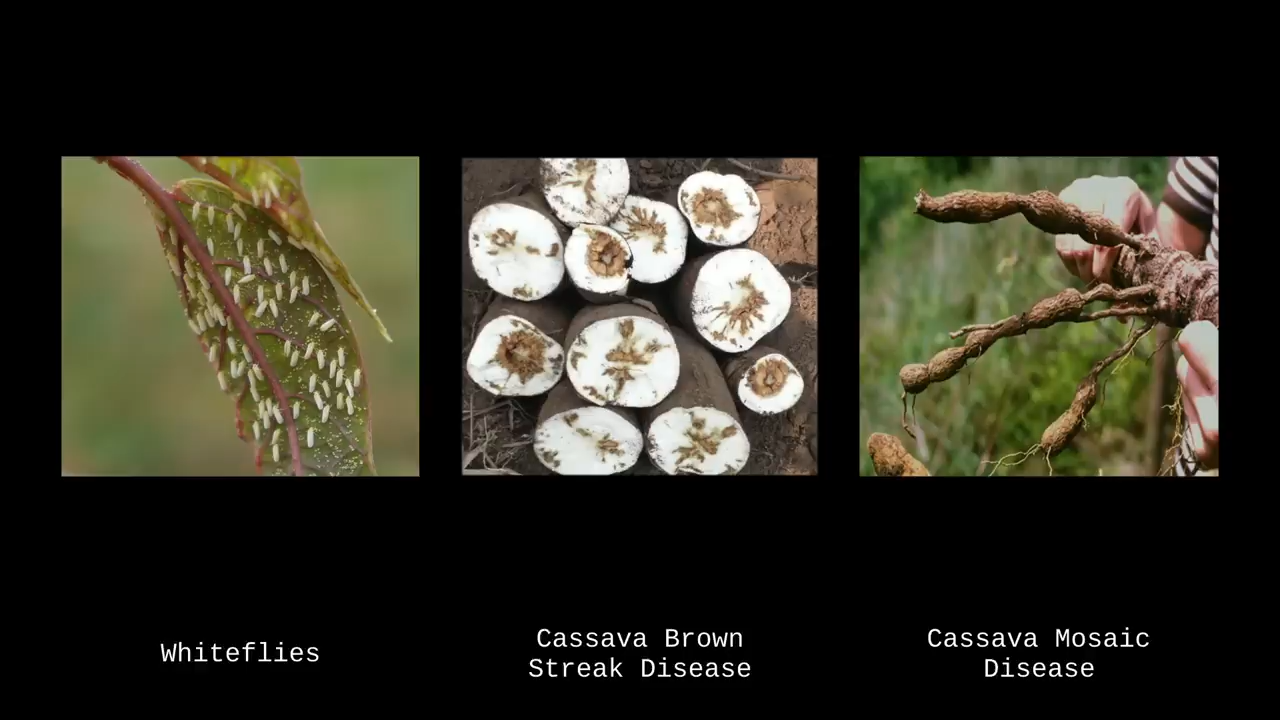 Whiteflies
Cassava Brown
Streak Disease
Cassava Mosaic
Disease